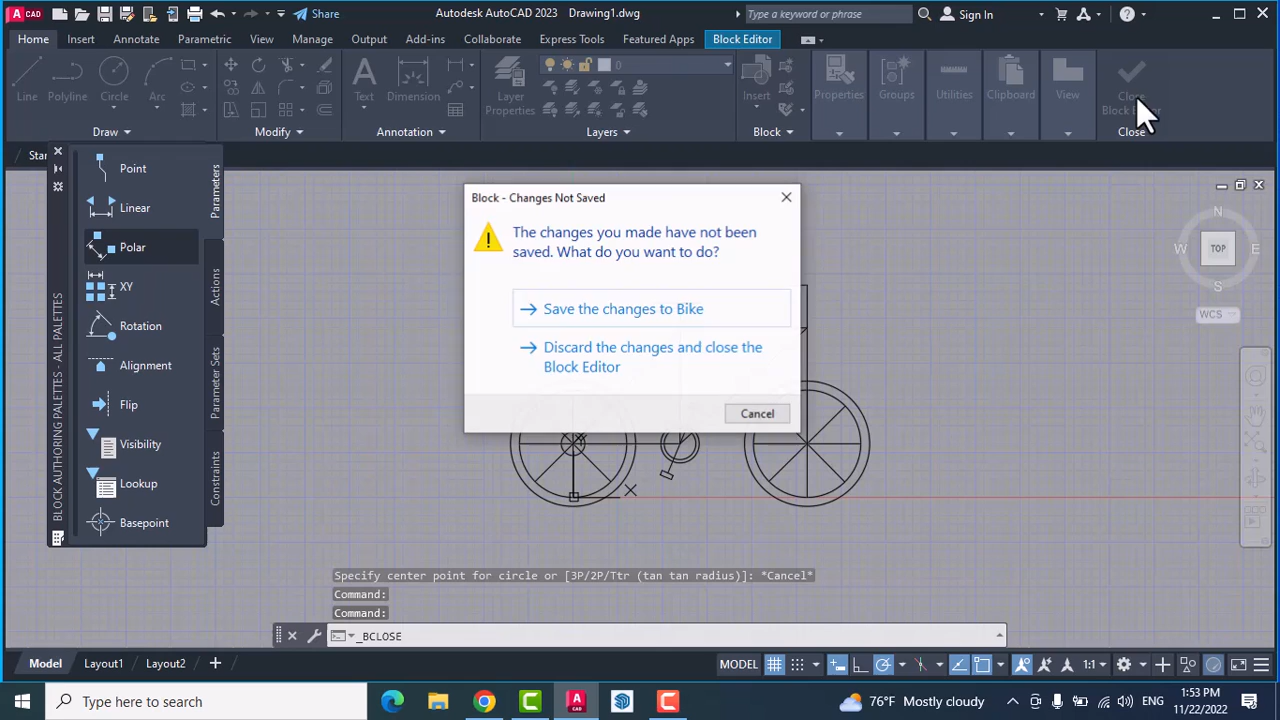 CAD
Share
Autodesk AutoCAD 2023 Drawing1.dwg
Type a keyword or phrase
Sign In
Home Insert Annotate Parametric View Manage Output Add-ins Collaborate Express Tools Featured Apps Block Editor
0
Line Polyline Circle Arc
Text Dimension
Layer
Properties
Insert
Properties Groups Utilities Clipboard View
Close
Draw Modify Annotation Layers Block Close
Point
Linear
Polar
XY
Rotation
Alignment
Flip
Visibility
Lookup
Basepoint
Parameters
Actions
Parameter Sets
Constraints
BLOCK AUTHORING PALETTES - ALL PALETTES
Block - Changes Not Saved
The changes you made have not been
saved. What do you want to do?
Save the changes to Bike
Discard the changes and close the
Block Editor
Cancel
N
W TOP E
S
WCS
X
Specify center point for circle or [3P/2P/Ttr (tan tan radius)]: *Cancel*
Command:
Command:
_BCLOSE
Model Layout1 Layout2
MODEL
1:1
Type here to search
76°F Mostly cloudy
ENG
1:53 PM
11/22/2022